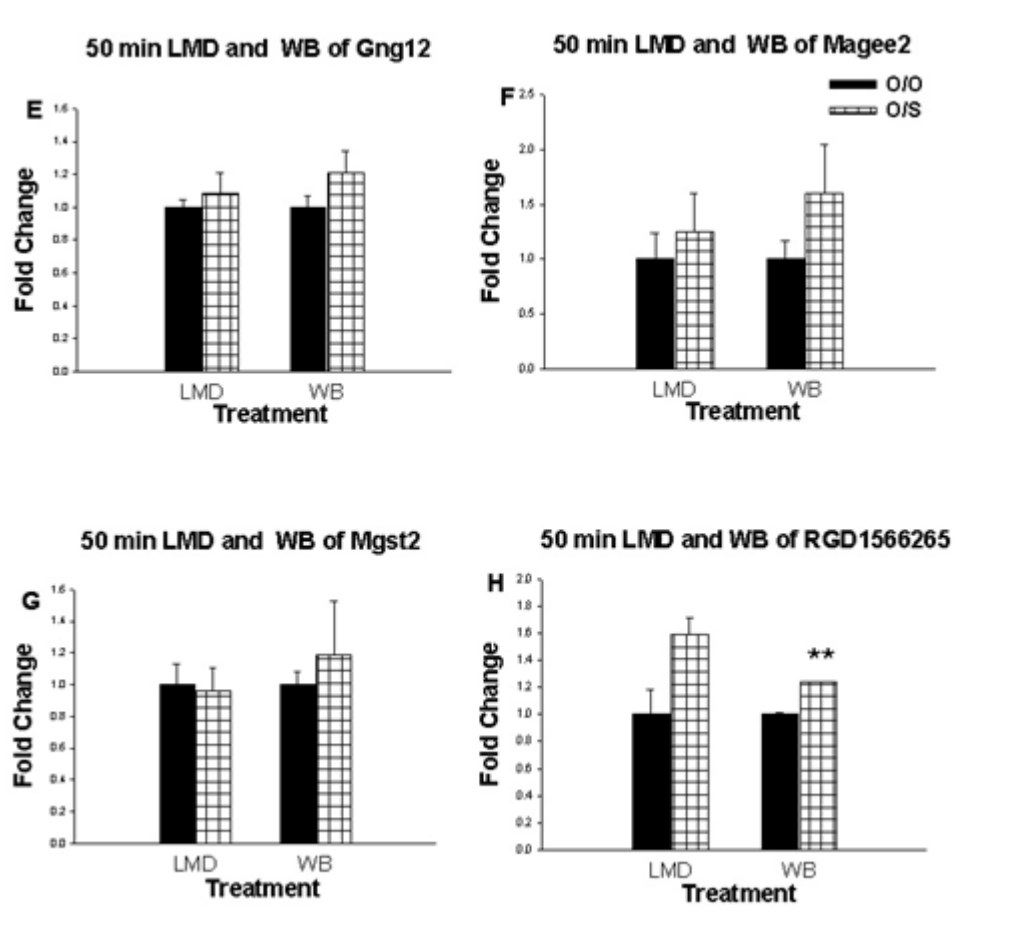 50 min LMD and WB of Gng12
E
1.6
1.4
1.2
1.0
0.8
0.6
0.4
0.2
0.0
Fold Change
LMD WB
Treatment
50 min LMD and WB of Magee2
F
O/O
O/S
2.5
2.0
1.5
1.0
0.5
0.0
Fold Change
LMD WB
Treatment
50 min LMD and WB of Mgst2
G
1.6
1.4
1.2
1.0
0.8
0.6
0.4
0.2
0.0
Fold Change
LMD WB
Treatment
50 min LMD and WB of RGD1566265
H
2.0
1.8
1.6
1.4
1.2
1.0
0.8
0.6
0.4
0.2
0.0
**
Fold Change
LMD WB
Treatment